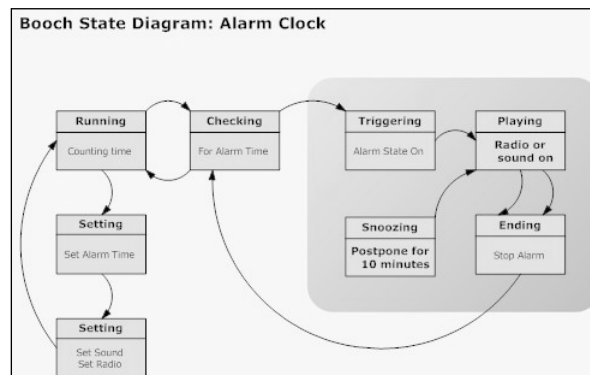 Booch State Diagram: Alarm Clock
Running
Counting time
Checking
For Alarm Time
Triggering
Alarm State On
Playing
Radio or
sound on
Setting
Set Alarm Time
Snoozing
Postpone for
10 minutes
Ending
Stop Alarm
Setting
Set Sound
Set Radio